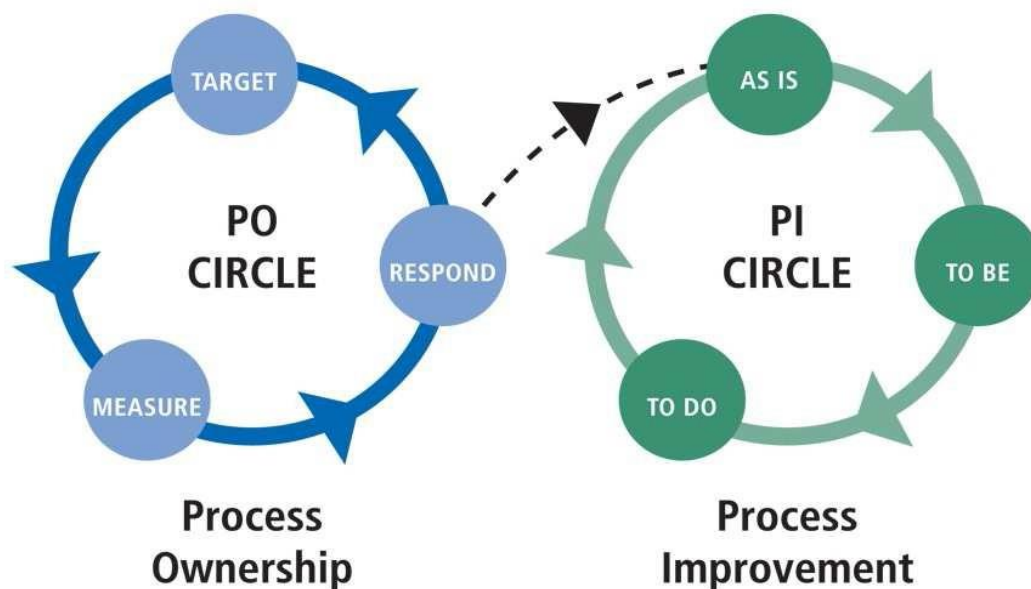 TARGET
PO
CIRCLE
RESPOND
MEASURE
Process
Ownership
AS IS
PI
CIRCLE
TO BE
TO DO
Process
Improvement